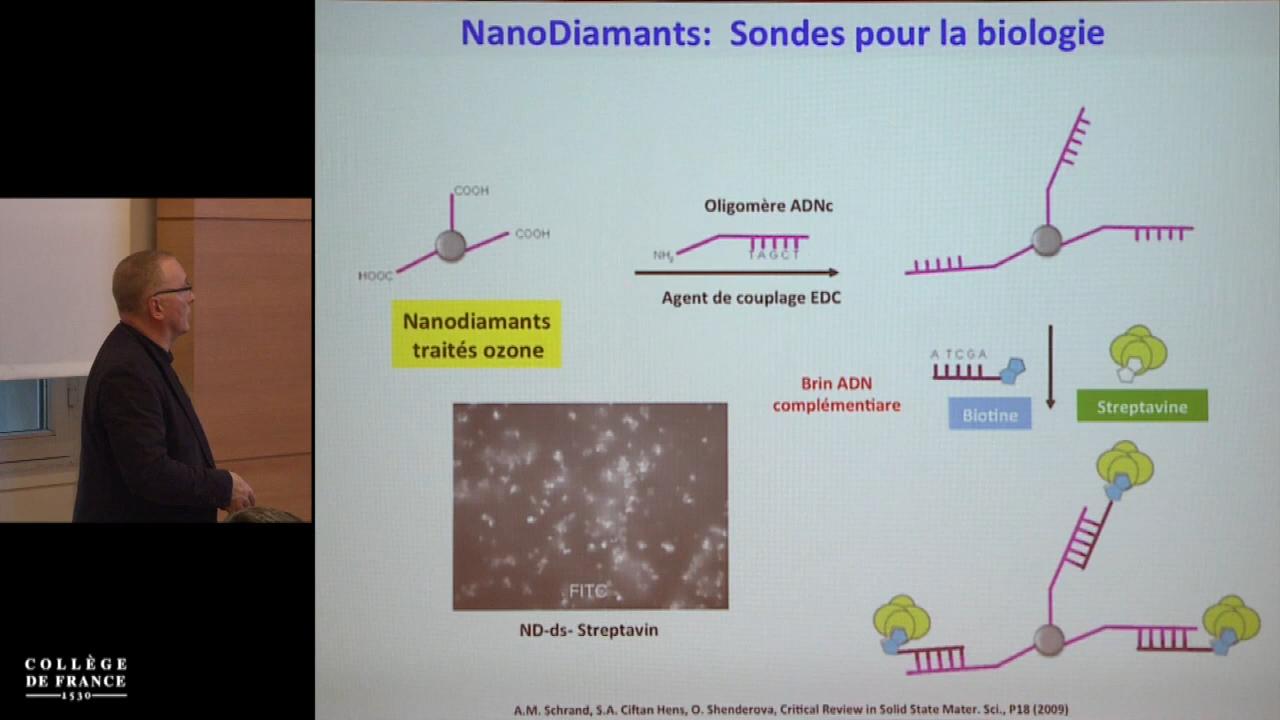 NanoDiamants: Sondes pour la biologie
COOH
COOH
HOOC
Nanodiamants
traités ozone
Oligomère ADNc
NH2
TAGCT
Agent de couplage EDC
Brin ADN
complémentiare
ATCGA
Biotine
Streptavine
FITC
ND-ds- Streptavin
A.M. Schrand, S.A. Ciftan Hens, O. Shenderova, Critical Review in Solid State Mater. Sci., P18 (2009)
COLLÈGE
DE FRANCE
1530